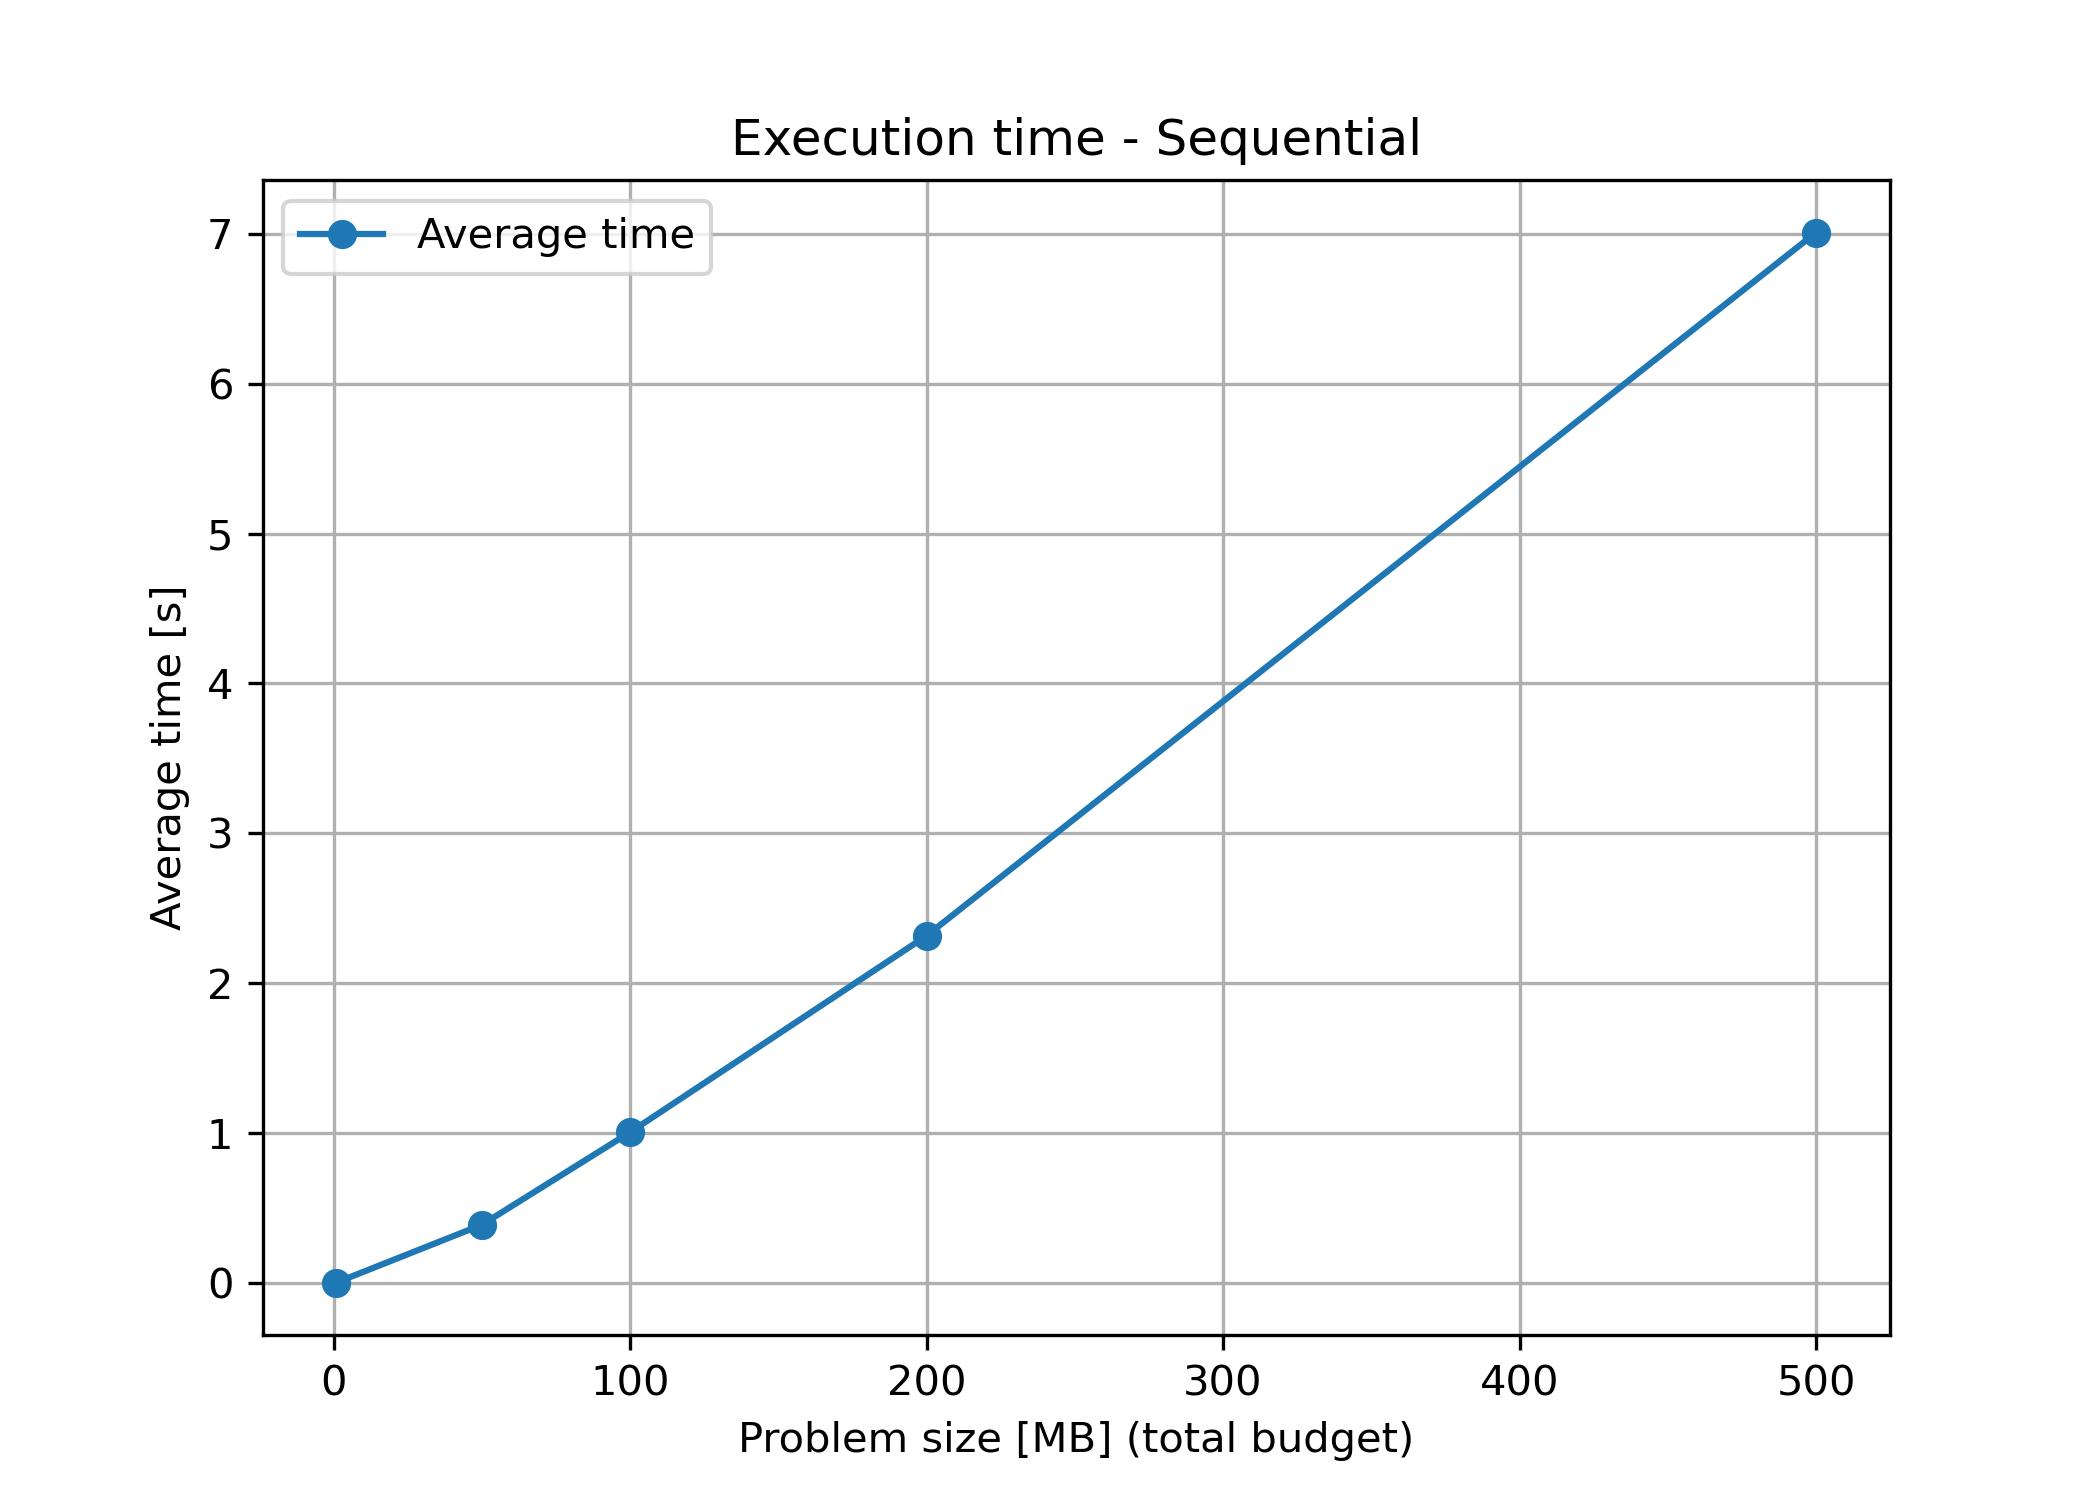 Execution time - Sequential
Average time
7
6
5
4
3
2
1
0
Average time [s]
0 100 200 300 400 500
Problem size [MB] (total budget)